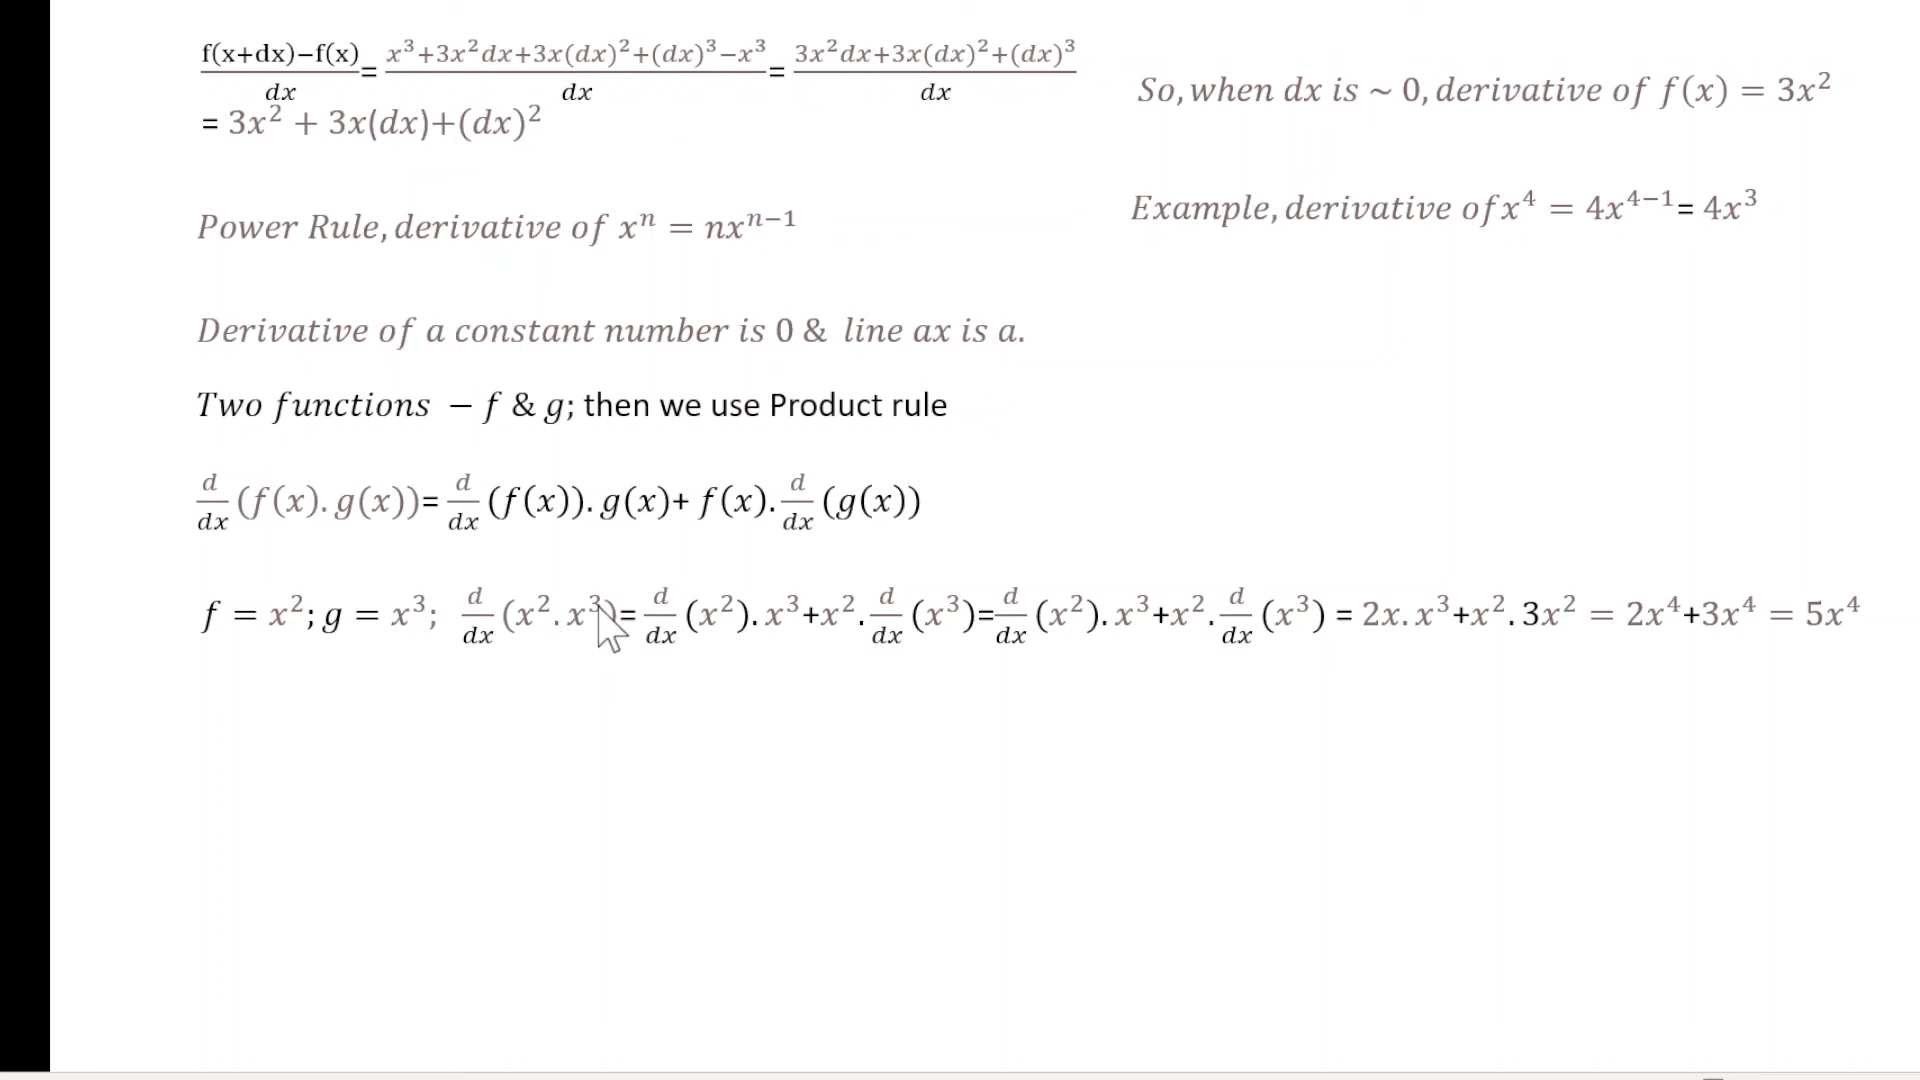 f(x+dx)−f(x)/dx = x³+3x²dx+3x(dx)²+(dx)³−x³/dx = 3x²dx+3x(dx)²+(dx)³/dx
= 3x² + 3x(dx)+(dx)²
So, when dx is ~ 0, derivative of f(x) = 3x²
Example, derivative ofx⁴ = 4x⁴⁻¹= 4x³
Power Rule, derivative of xⁿ = nxⁿ⁻¹
Derivative of a constant number is 0 & line ax is a.
Two functions − f & g; then we use Product rule
d/dx (f(x). g(x))= d/dx (f(x)). g(x)+ f(x). d/dx (g(x))
f = x²; g = x³; d/dx (x². x³)= d/dx (x²). x³+x². d/dx (x³)= d/dx (x²). x³+x². d/dx (x³) = 2x. x³+x². 3x² = 2x⁴+3x⁴ = 5x⁴